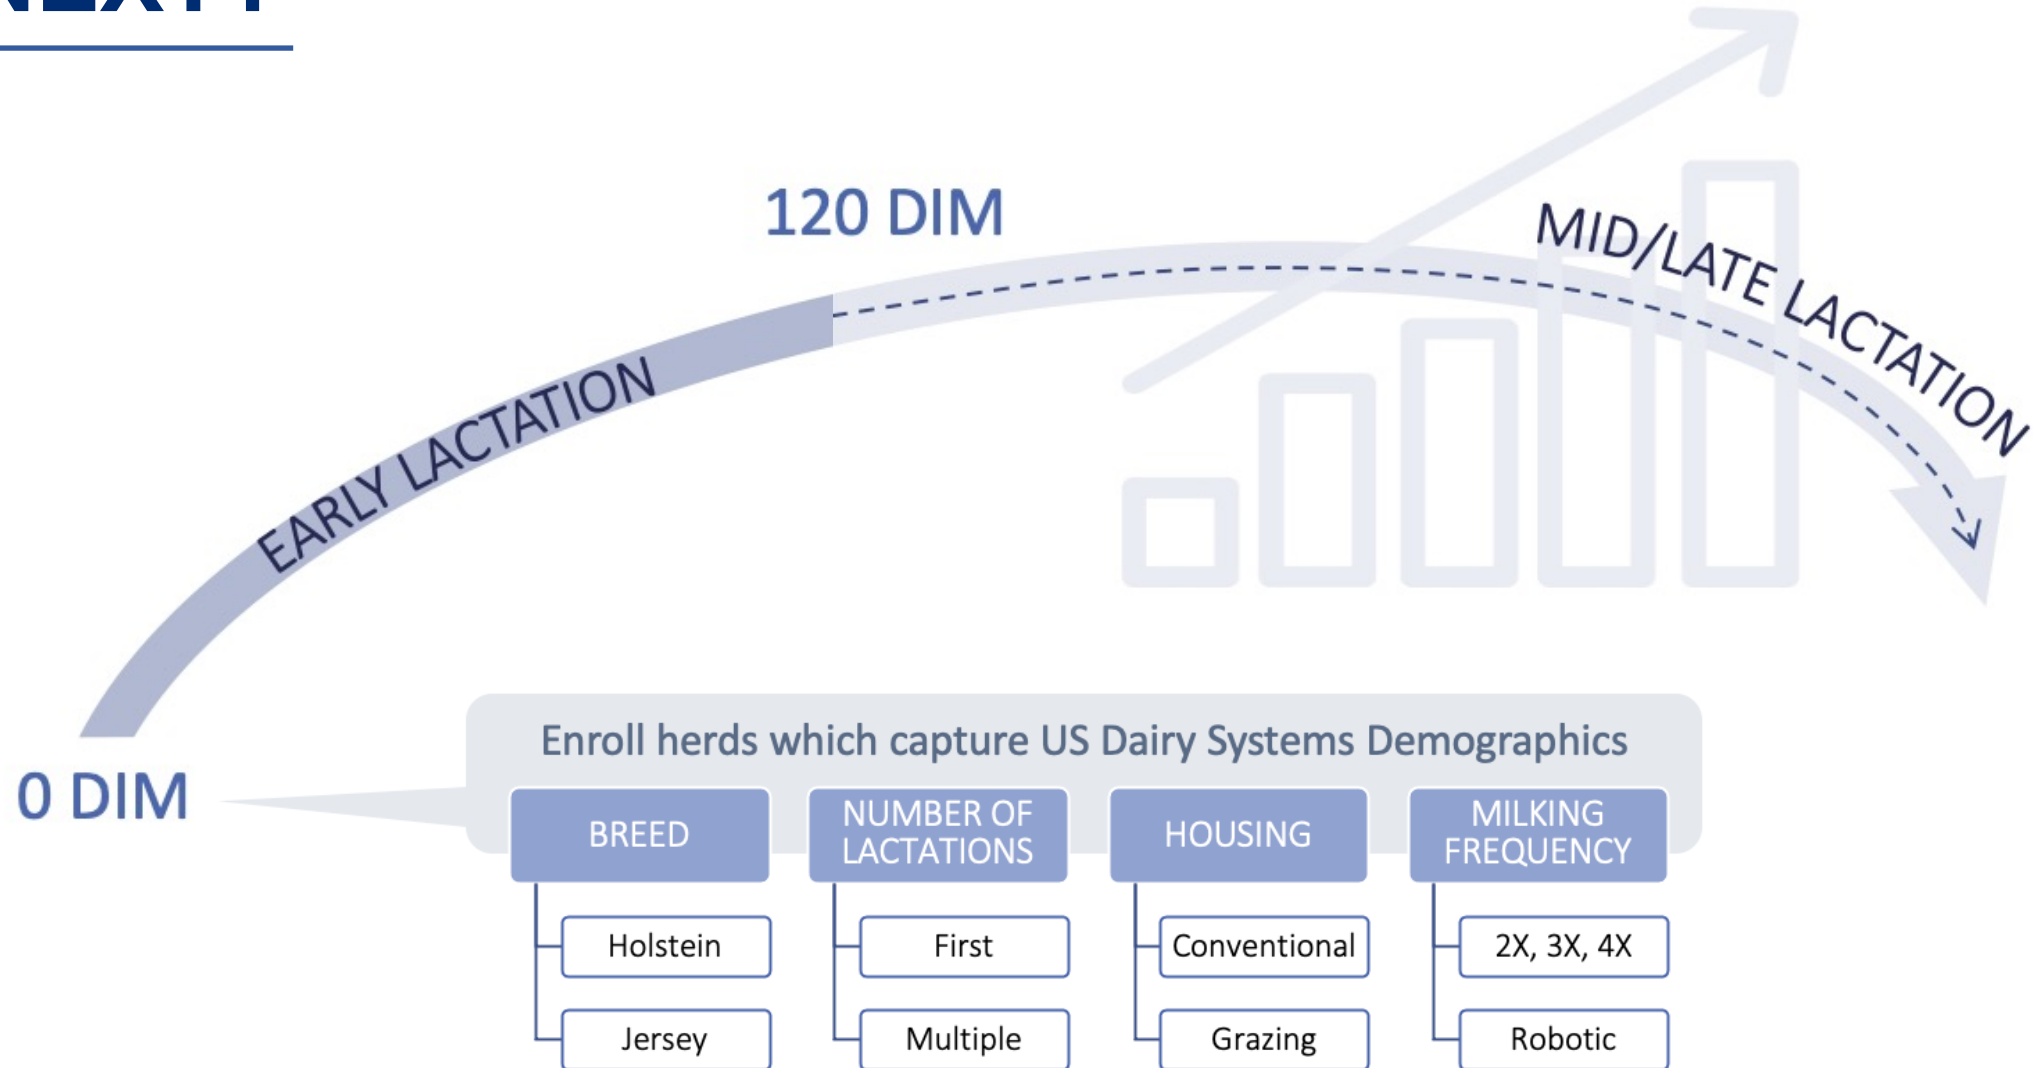 120 DIM
MID/LATE LACTATION
EARLY LACTATION
0 DIM
Enroll herds which capture US Dairy Systems Demographics
BREED
Holstein
Jersey
NUMBER OF
LACTATIONS
First
Multiple
HOUSING
Conventional
Grazing
MILKING
FREQUENCY
2X, 3X, 4X
Robotic